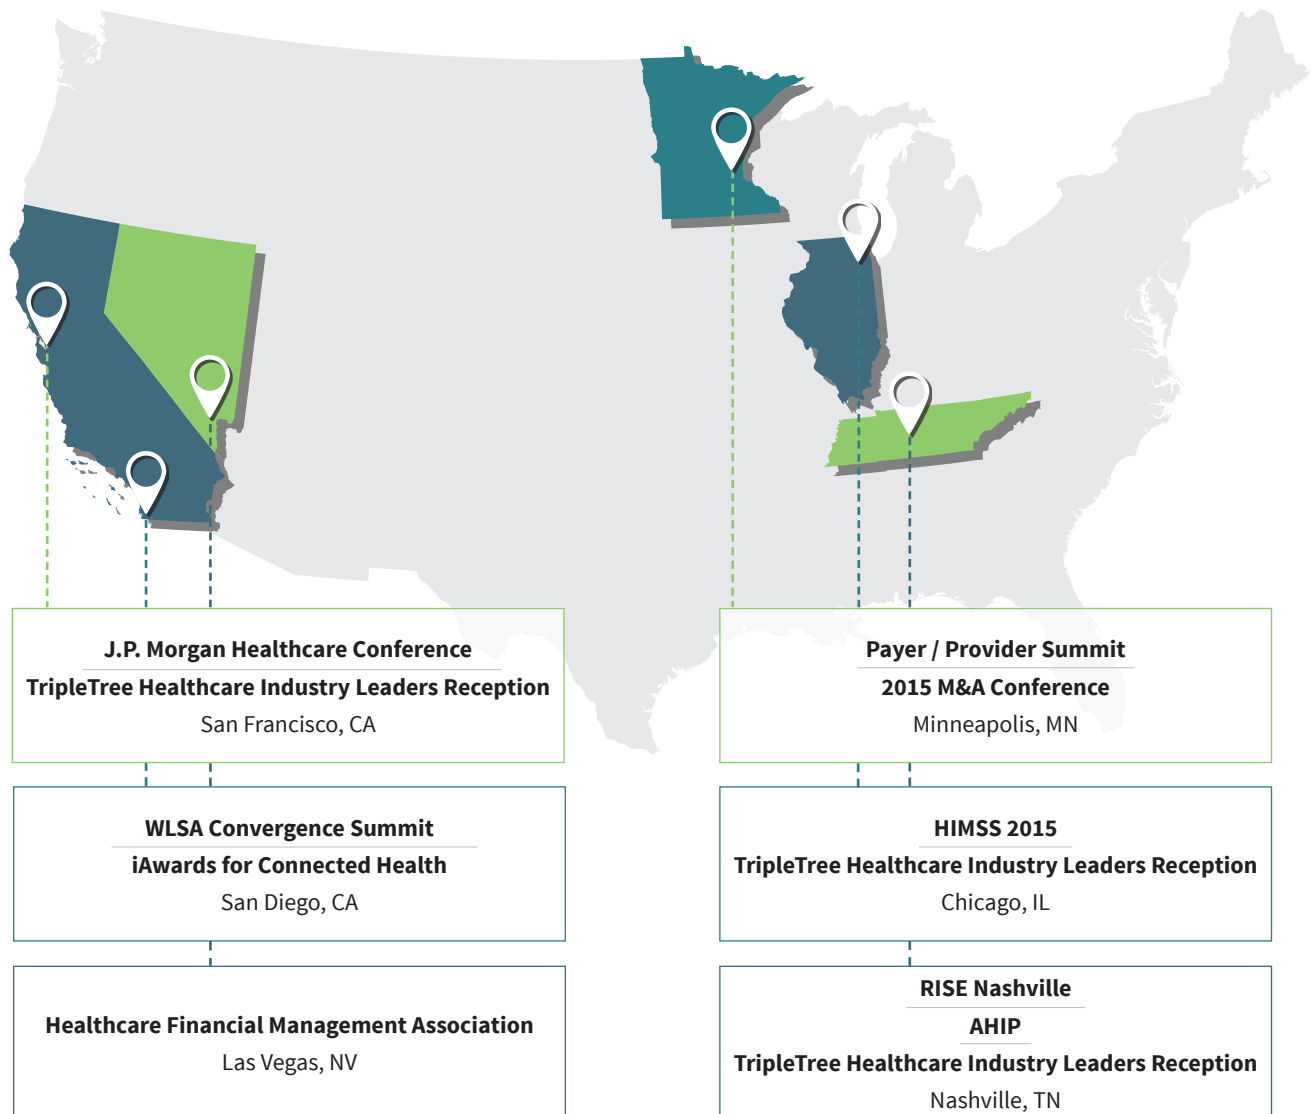 J.P. Morgan Healthcare Conference
TripleTree Healthcare Industry Leaders Reception
San Francisco, CA
WLSA Convergence Summit
iAwards for Connected Health
San Diego, CA
Healthcare Financial Management Association
Las Vegas, NV
Payer / Provider Summit
2015 M&A Conference
Minneapolis, MN
HIMSS 2015
TripleTree Healthcare Industry Leaders Reception
Chicago, IL
RISE Nashville
AHIP
TripleTree Healthcare Industry Leaders Reception
Nashville, TN